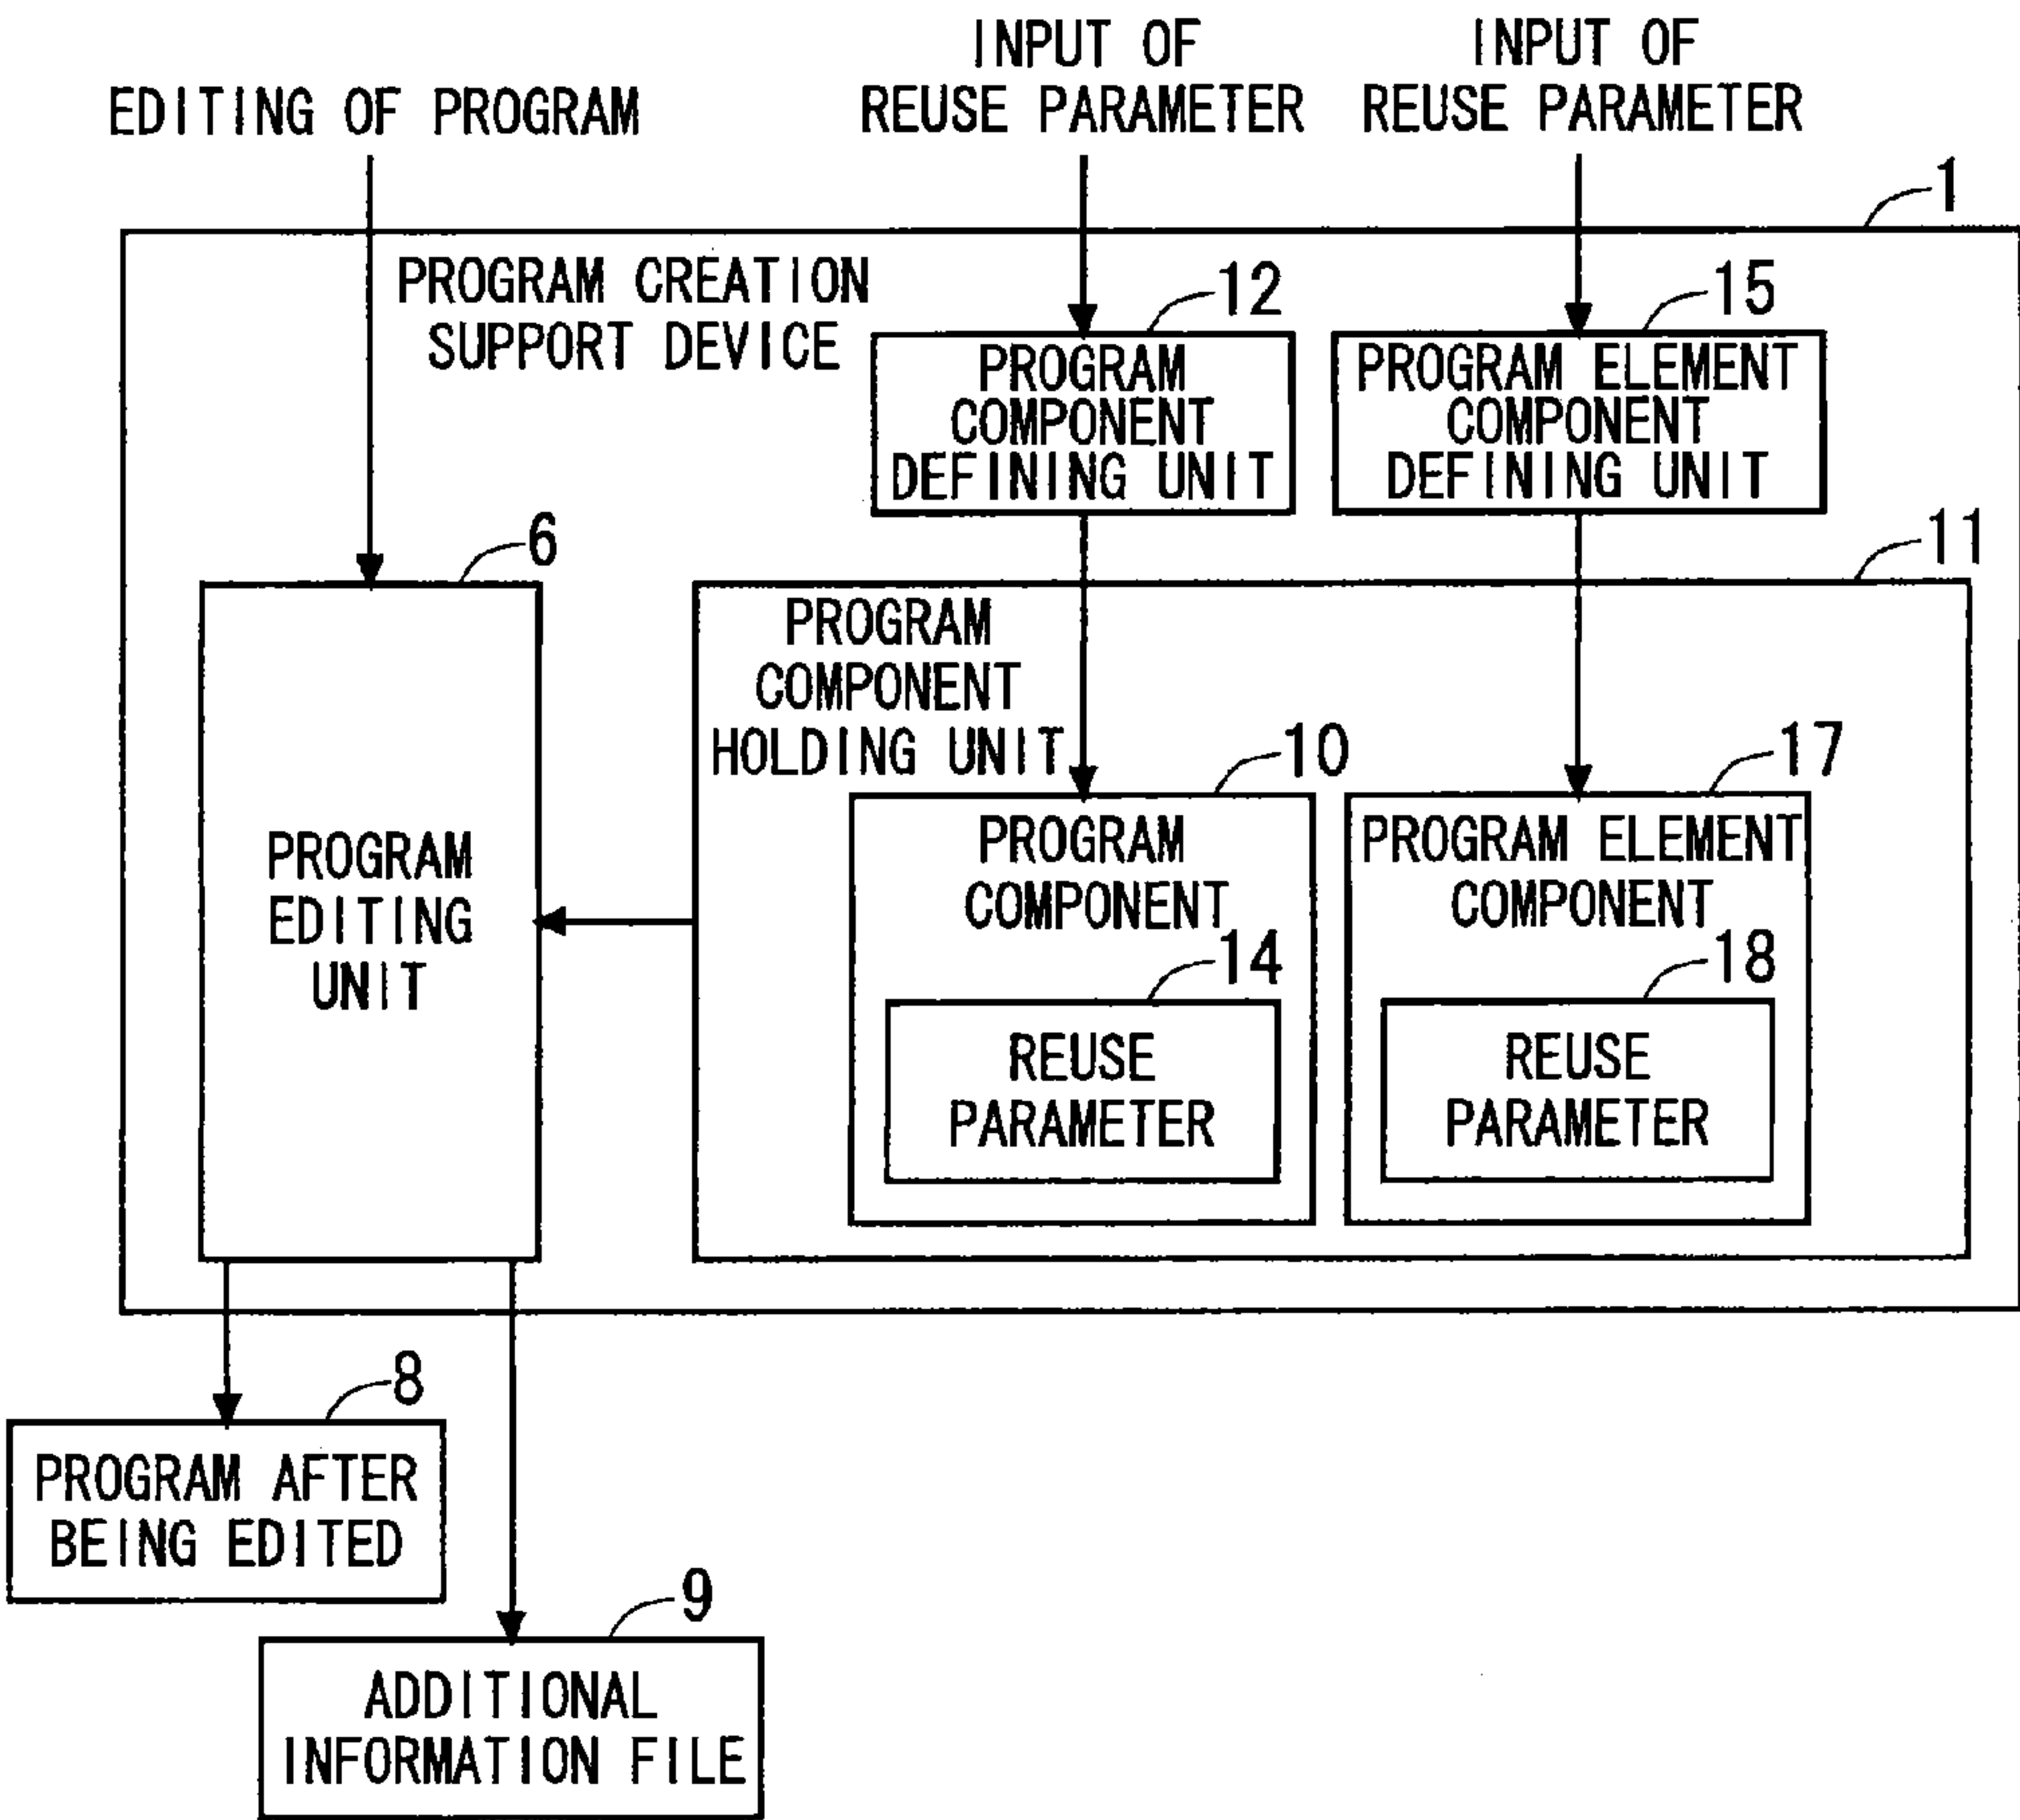 INPUT OF
REUSE PARAMETER
INPUT OF
REUSE PARAMETER
EDITING OF PROGRAM
1
PROGRAM CREATION
SUPPORT DEVICE
12
PROGRAM
COMPONENT
DEFINING UNIT
15
PROGRAM ELEMENT
COMPONENT
DEFINING UNIT
6
PROGRAM
EDITING
UNIT
11
PROGRAM
COMPONENT
HOLDING UNIT
10
PROGRAM
COMPONENT
14
REUSE
PARAMETER
17
PROGRAM ELEMENT
COMPONENT
18
REUSE
PARAMETER
8
PROGRAM AFTER
BEING EDITED
9
ADDITIONAL
INFORMATION FILE